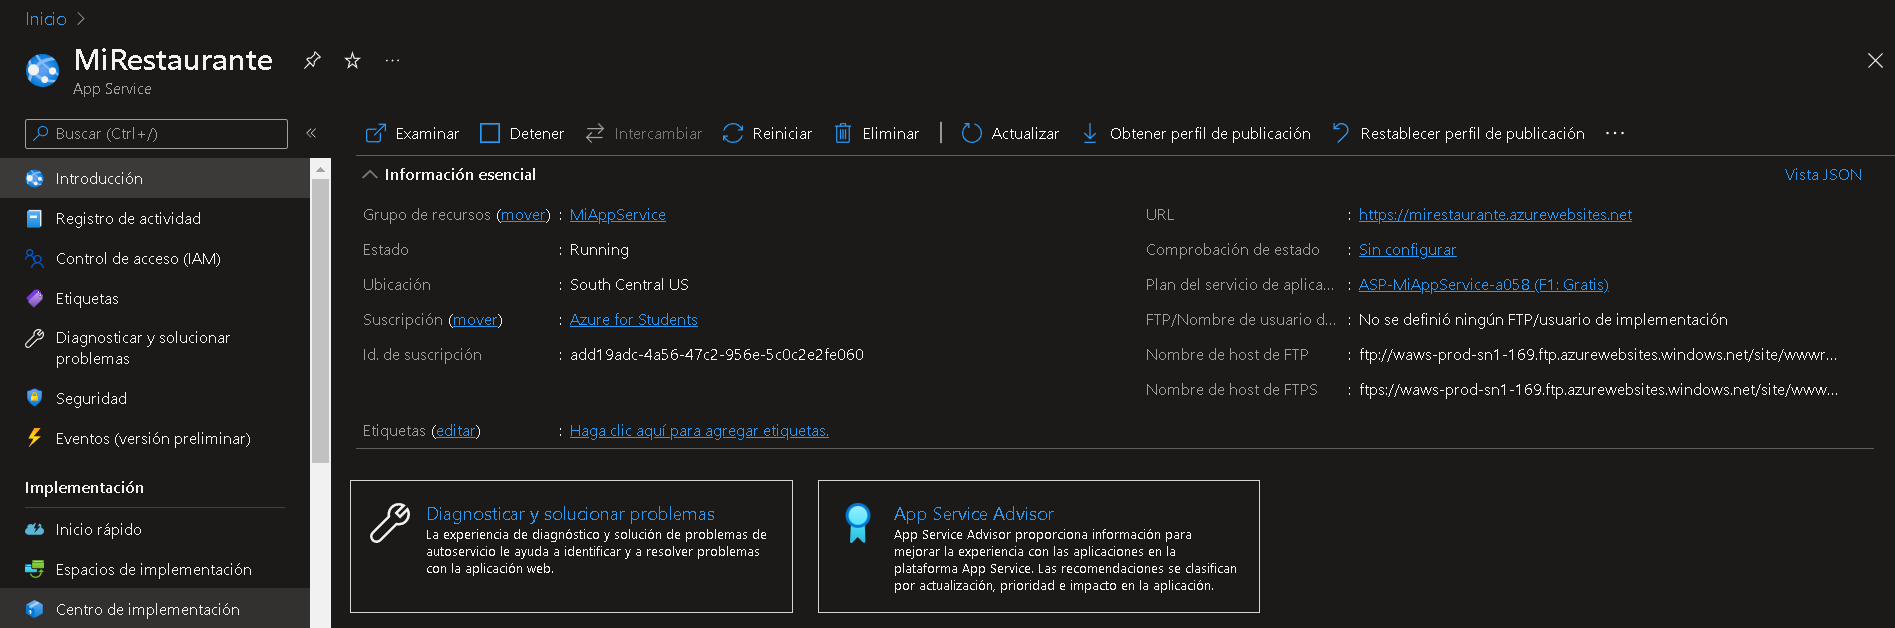 Inicio
MiRestaurante
App Service
Buscar (Ctrl+/)
Introducción
Registro de actividad
Control de acceso (IAM)
Etiquetas
Diagnosticar y solucionar
problemas
Seguridad
Eventos (versión preliminar)
Implementación
Inicio rápido
Espacios de implementación
Centro de implementación
Examinar Detener Intercambiar Reiniciar Eliminar Actualizar Obtener perfil de publicación Restablecer perfil de publicación
Información esencial
Vista JSON
Grupo de recursos (mover) : MiAppService
Estado : Running
Ubicación : South Central US
Suscripción (mover) : Azure for Students
Id. de suscripción : add19adc-4a56-47c2-956e-5c0c2e2fe060
URL : https://mirestaurante.azurewebsites.net
Comprobación de estado : Sin configurar
Plan del servicio de aplica... : ASP-MiAppService-a058 (F1: Gratis)
FTP/Nombre de usuario d... : No se definió ningún FTP/usuario de implementación
Nombre de host de FTP : ftp://waws-prod-sn1-169.ftp.azurewebsites.windows.net/site/wwwr...
Nombre de host de FTPS : ftps://waws-prod-sn1-169.ftp.azurewebsites.windows.net/site/www...
Etiquetas (editar) : Haga clic aquí para agregar etiquetas.
Diagnosticar y solucionar problemas
La experiencia de diagnóstico y solución de problemas de
autoservicio le ayuda a identificar y a resolver problemas
con la aplicación web.
App Service Advisor
App Service Advisor proporciona información para
mejorar la experiencia con las aplicaciones en la
plataforma App Service. Las recomendaciones se clasifican
por actualización, prioridad e impacto en la aplicación.